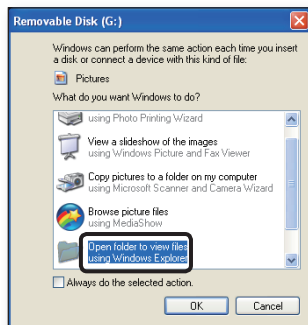 Removable Disk (G:)
Windows can perform the same action each time you insert
a disk or connect a device with this kind of file:
Pictures
What do you want Windows to do?
using Photo Printing Wizard
View a slideshow of the images
using Windows Picture and Fax Viewer
Copy pictures to a folder on my computer
using Microsoft Scanner and Camera Wizard
Browse picture files
using MediaShow
Open folder to view files
using Windows Explorer
Always do the selected action.
OK
Cancel